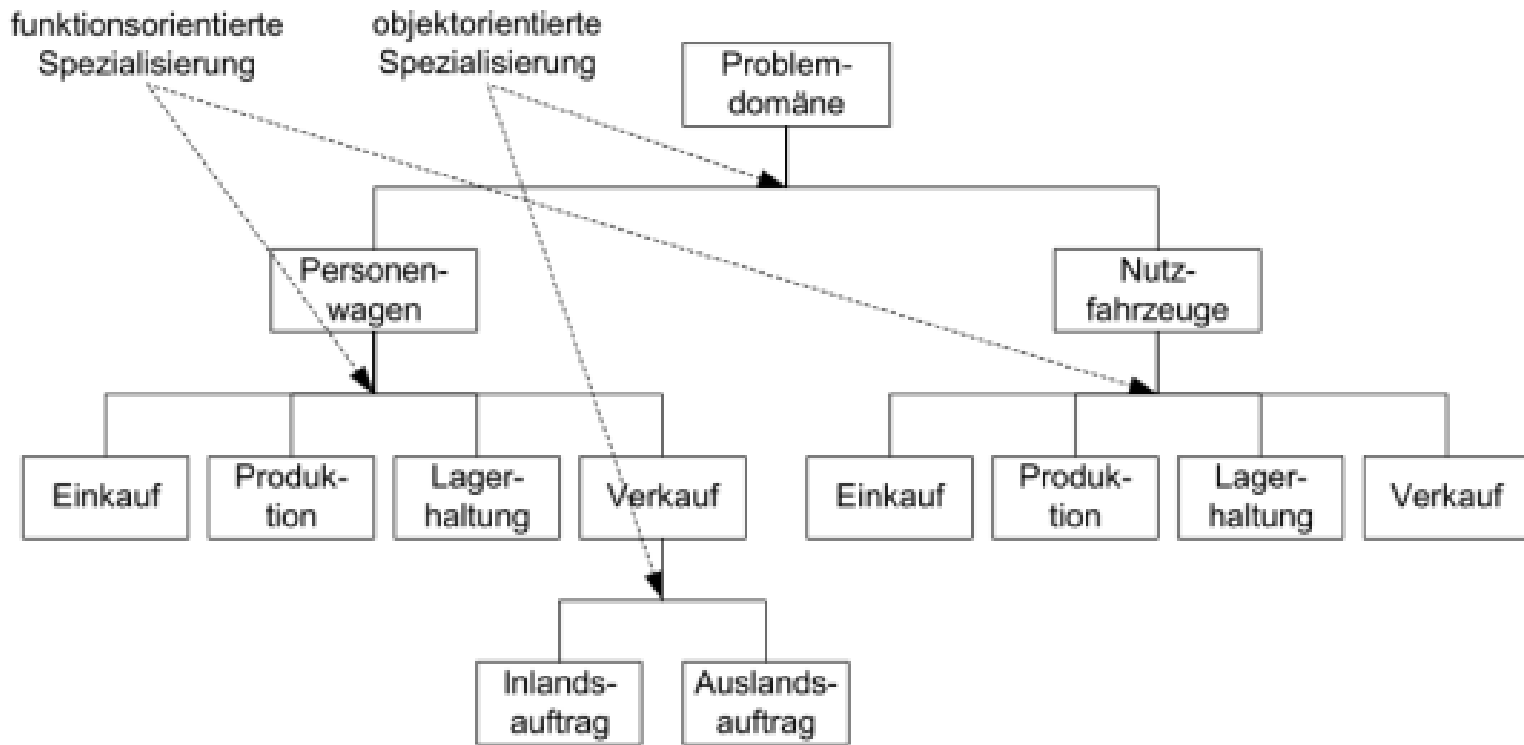 funktionsorientierte
Spezialisierung
objektorientierte
Spezialisierung
Problem-
domäne
Personen-
wagen
Nutz-
fahrzeuge
Einkauf
Produk-
tion
Lager-
haltung
Verkauf
Einkauf
Produk-
tion
Lager-
haltung
Verkauf
Inlands-
auftrag
Auslands-
auftrag